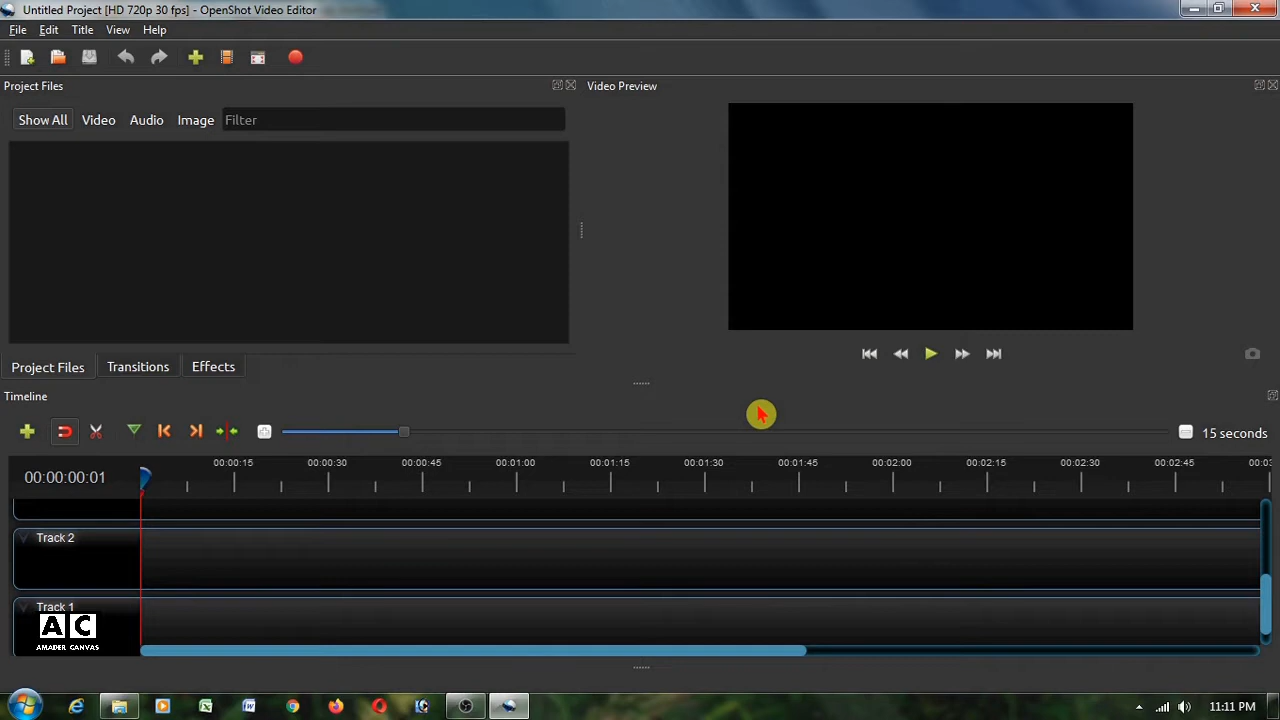 Untitled Project [HD 720p 30 fps] - OpenShot Video Editor
File Edit Title View Help
Project Files
Video Preview
Show All Video Audio Image Filter
Project Files Transitions Effects
Timeline
15 seconds
00:00:00:01
00:00:15 00:00:30 00:00:45 00:01:00 00:01:15 00:01:30 00:01:45 00:02:00 00:02:15 00:02:30 00:02:45 00:03
Track 2
Track 1
AC
AMADER CANVAS
11:11 PM